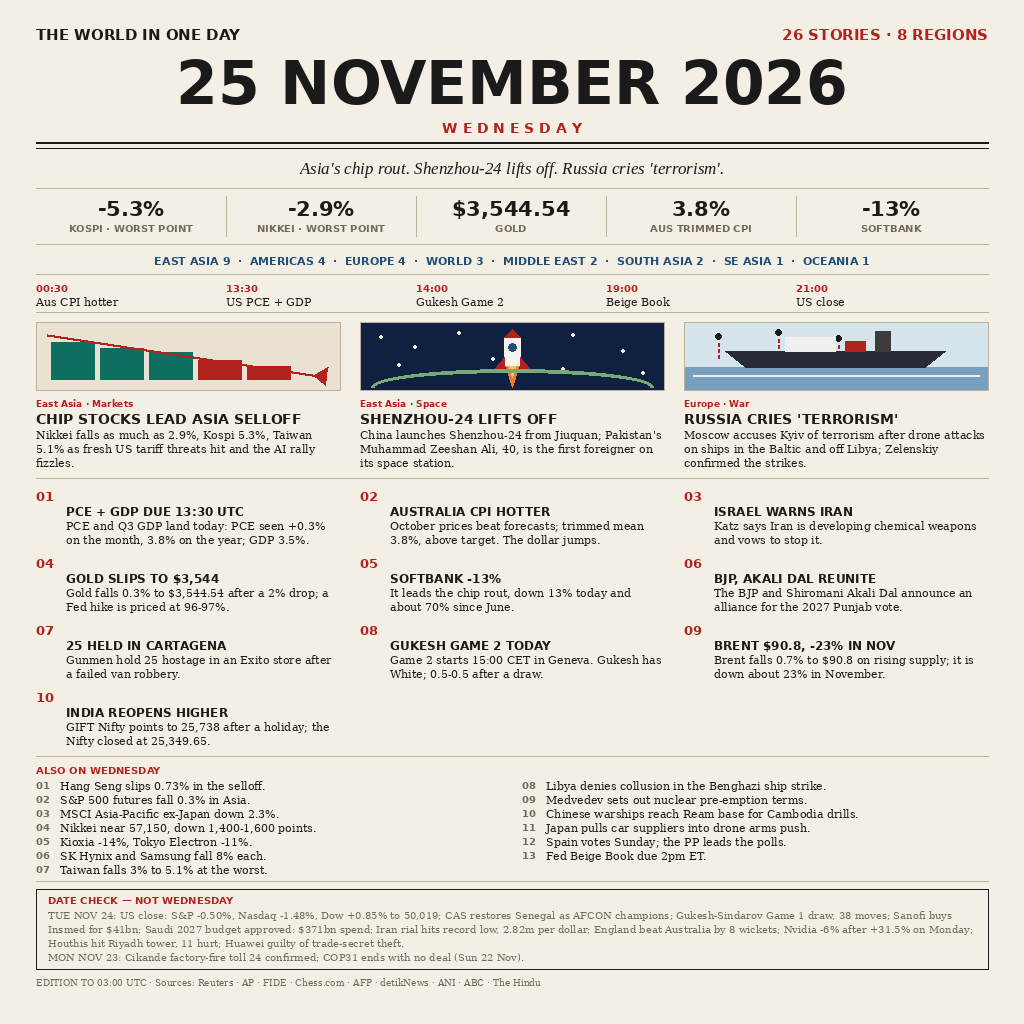 THE WORLD IN ONE DAY
26 STORIES · 8 REGIONS
25 NOVEMBER 2026
WEDNESDAY
Asia's chip rout. Shenzhou-24 lifts off. Russia cries 'terrorism'.
-5.3%
KOSPI · WORST POINT
-2.9%
NIKKEI · WORST POINT
$3,544.54
GOLD
3.8%
AUS TRIMMED CPI
-13%
SOFTBANK
EAST ASIA 9 · AMERICAS 4 · EUROPE 4 · WORLD 3 · MIDDLE EAST 2 · SOUTH ASIA 2 · SE ASIA 1 · OCEANIA 1
00:30
Aus CPI hotter
13:30
US PCE + GDP
14:00
Gukesh Game 2
19:00
Beige Book
21:00
US close
East Asia · Markets
CHIP STOCKS LEAD ASIA SELLOFF
Nikkei falls as much as 2.9%, Kospi 5.3%, Taiwan
5.1% as fresh US tariff threats hit and the AI rally
fizzles.
East Asia · Space
SHENZHOU-24 LIFTS OFF
China launches Shenzhou-24 from Jiuquan; Pakistan's
Muhammad Zeeshan Ali, 40, is the first foreigner on
its space station.
Europe · War
RUSSIA CRIES 'TERRORISM'
Moscow accuses Kyiv of terrorism after drone attacks
on ships in the Baltic and off Libya; Zelenskiy
confirmed the strikes.
01
PCE + GDP DUE 13:30 UTC
PCE and Q3 GDP land today: PCE seen +0.3%
on the month, 3.8% on the year; GDP 3.5%.
02
AUSTRALIA CPI HOTTER
October prices beat forecasts; trimmed mean
3.8%, above target. The dollar jumps.
03
ISRAEL WARNS IRAN
Katz says Iran is developing chemical weapons
and vows to stop it.
04
GOLD SLIPS TO $3,544
Gold falls 0.3% to $3,544.54 after a 2% drop; a
Fed hike is priced at 96-97%.
05
SOFTBANK -13%
It leads the chip rout, down 13% today and
about 70% since June.
06
BJP, AKALI DAL REUNITE
The BJP and Shiromani Akali Dal announce an
alliance for the 2027 Punjab vote.
07
25 HELD IN CARTAGENA
Gunmen hold 25 hostage in an Exito store after
a failed van robbery.
08
GUKESH GAME 2 TODAY
Game 2 starts 15:00 CET in Geneva. Gukesh has
White; 0.5-0.5 after a draw.
09
BRENT $90.8, -23% IN NOV
Brent falls 0.7% to $90.8 on rising supply; it is
down about 23% in November.
10
INDIA REOPENS HIGHER
GIFT Nifty points to 25,738 after a holiday; the
Nifty closed at 25,349.65.
ALSO ON WEDNESDAY
01 Hang Seng slips 0.73% in the selloff.
02 S&P 500 futures fall 0.3% in Asia.
03 MSCI Asia-Pacific ex-Japan down 2.3%.
04 Nikkei near 57,150, down 1,400-1,600 points.
05 Kioxia -14%, Tokyo Electron -11%.
06 SK Hynix and Samsung fall 8% each.
07 Taiwan falls 3% to 5.1% at the worst.
08 Libya denies collusion in the Benghazi ship strike.
09 Medvedev sets out nuclear pre-emption terms.
10 Chinese warships reach Ream base for Cambodia drills.
11 Japan pulls car suppliers into drone arms push.
12 Spain votes Sunday; the PP leads the polls.
13 Fed Beige Book due 2pm ET.
DATE CHECK — NOT WEDNESDAY
TUE NOV 24: US close: S&P -0.50%, Nasdaq -1.48%, Dow +0.85% to 50,019; CAS restores Senegal as AFCON champions; Gukesh-Sindarov Game 1 draw, 38 moves; Sanofi buys
Insmed for $41bn; Saudi 2027 budget approved: $371bn spend; Iran rial hits record low, 2.82m per dollar; England beat Australia by 8 wickets; Nvidia -6% after +31.5% on Monday;
Houthis hit Riyadh tower, 11 hurt; Huawei guilty of trade-secret theft.
MON NOV 23: Cikande factory-fire toll 24 confirmed; COP31 ends with no deal (Sun 22 Nov).
EDITION TO 03:00 UTC · Sources: Reuters · AP · FIDE · Chess.com · AFP · detikNews · ANI · ABC · The Hindu